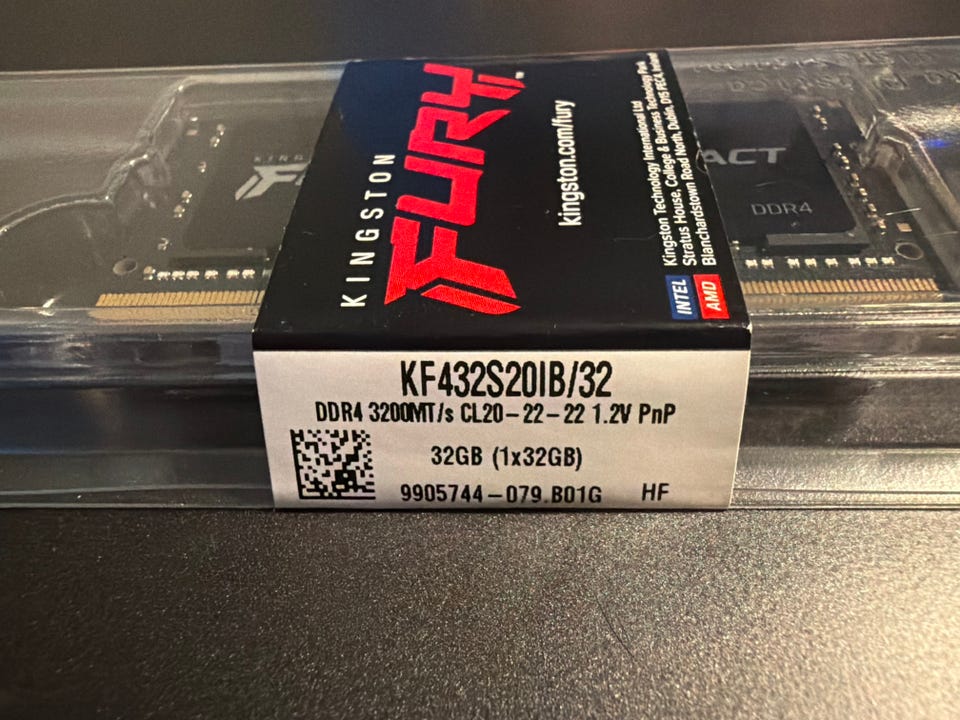 KINGSTON
FURY
kingston.com/fury
Kingston Technology International Ltd
Stratus House, College & Business Technology Park
Blanchardstown Road North, Dublin, D15 PEC4, Ireland
INTEL
AMD
ACT
DDR4
KF432S20IB/32
DDR4 3200MT/s CL20-22-22 1.2V PnP
32GB (1x32GB)
9905744-079.B01G HF